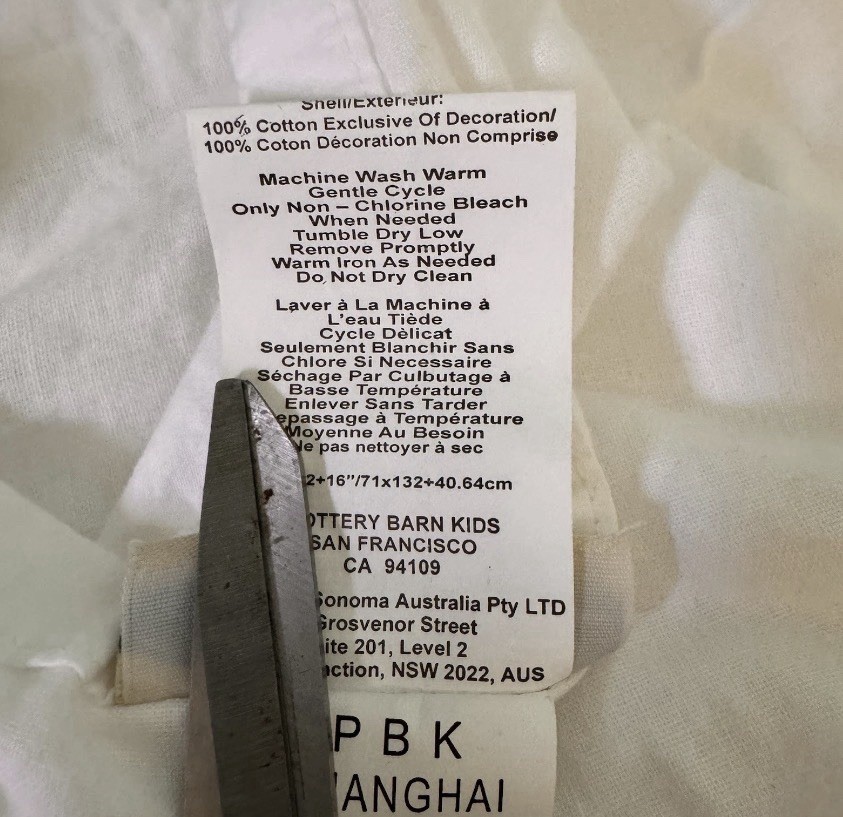 Shell/Exterieur:
100% Cotton Exclusive Of Decoration/
100% Coton Décoration Non Comprise
Machine Wash Warm
Gentle Cycle
Only Non – Chlorine Bleach
When Needed
Tumble Dry Low
Remove Promptly
Warm Iron As Needed
Do Not Dry Clean
Laver à La Machine à
L'eau Tiède
Cycle Dèlicat
Seulement Blanchir Sans
Chlore Si Necessaire
Séchage Par Culbutage à
Basse Température
Enlever Sans Tarder
epassage à Température
Moyenne Au Besoin
e pas nettoyer à sec
2+16"/71x132+40.64cm
OTTERY BARN KIDS
SAN FRANCISCO
CA 94109
Sonoma Australia Pty LTD
Grosvenor Street
ite 201, Level 2
ction, NSW 2022, AUS
PBK
ANGHAI